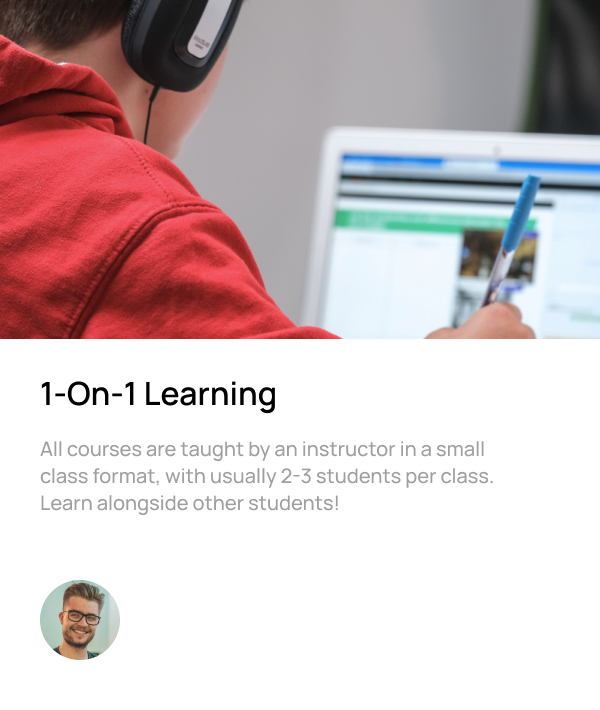 1-On-1 Learning
All courses are taught by an instructor in a small
class format, with usually 2-3 students per class.
Learn alongside other students!